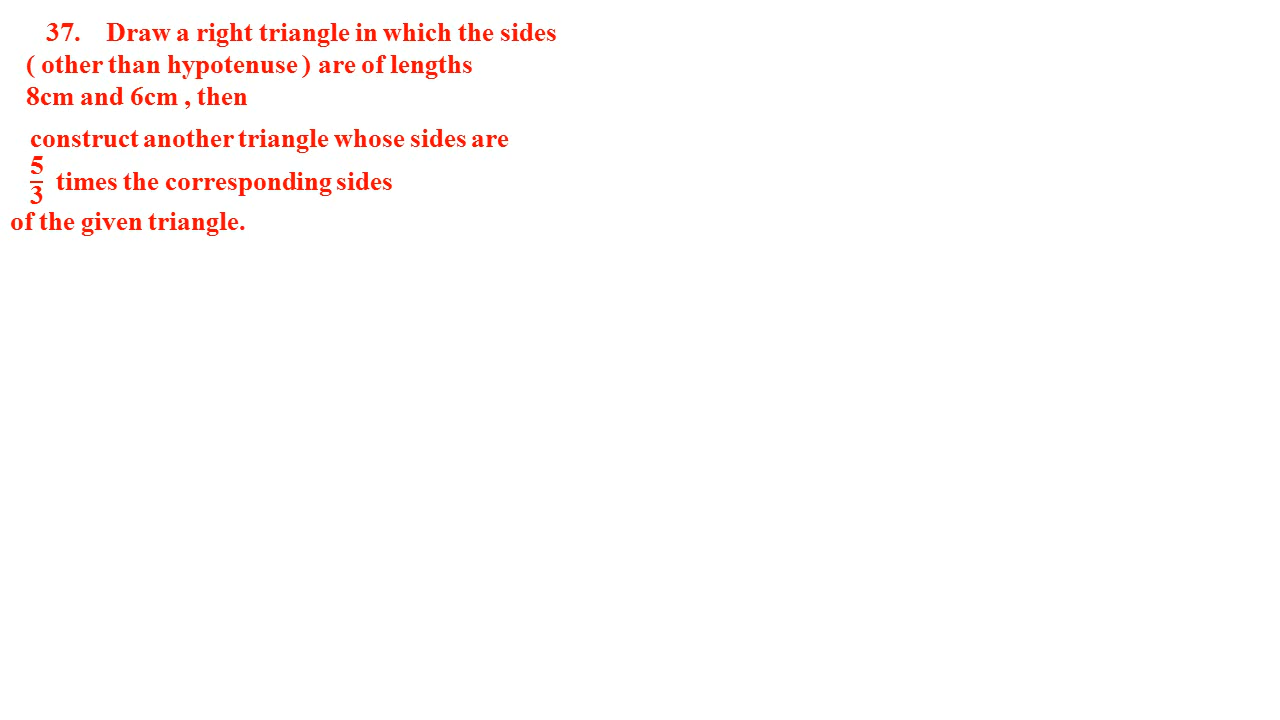 37. Draw a right triangle in which the sides
( other than hypotenuse ) are of lengths
8cm and 6cm , then
construct another triangle whose sides are
5/3 times the corresponding sides
of the given triangle.